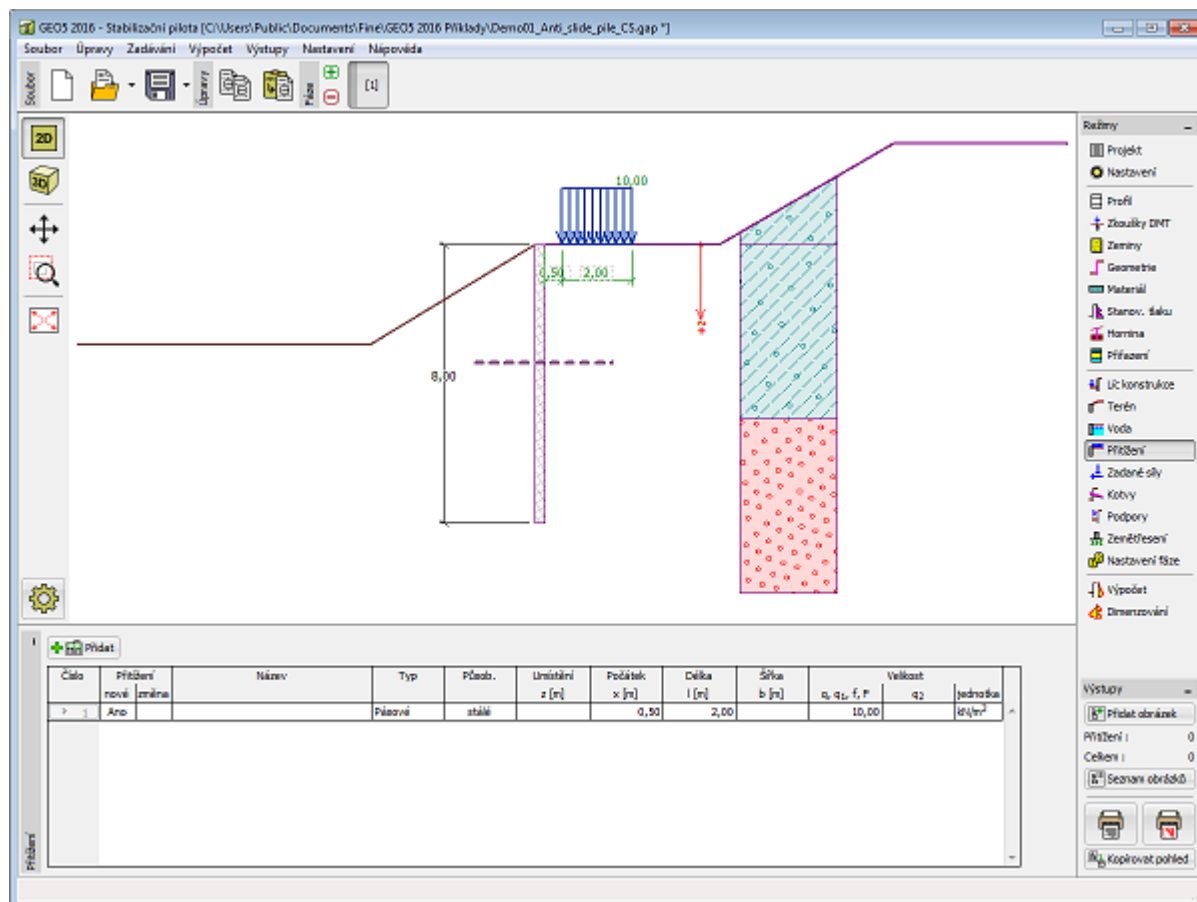 GEO5 2016 - Stabilizační pilota [C:\Users\Public\Documents\Fine\GEO5 2016 Příklady\Demo01_Anti_slide_pile_CS.gap *]
Soubor Úpravy Zadávání Výpočet Výstupy Nastavení Nápověda
Soubor
Úpravy
Fáze
[1]
2D
3D
10,00
0,50 2,00
+z
8,00
Režimy
Projekt
Nastavení
Profil
Zkoušky DMT
Zeminy
Geometrie
Materiál
Stanov. tlaku
Hornina
Přiřazení
Líc konstrukce
Terén
Voda
Přitížení
Zadané síly
Kotvy
Podpory
Zemětřesení
Nastavení fáze
Výpočet
Dimenzování
Přidat
Číslo Přitížení Název Typ Působ. Umístění Počátek Délka Šířka Velikost
nové změna z [m] x [m] l [m] b [m] q, q1, f, F q2 jednotka
1 Ano Pásové stálé 0,50 2,00 10,00 kN/m²
Přitížení
Výstupy
Přidat obrázek
Přitížení : 0
Celkem : 0
Seznam obrázků
Kopírovat pohled